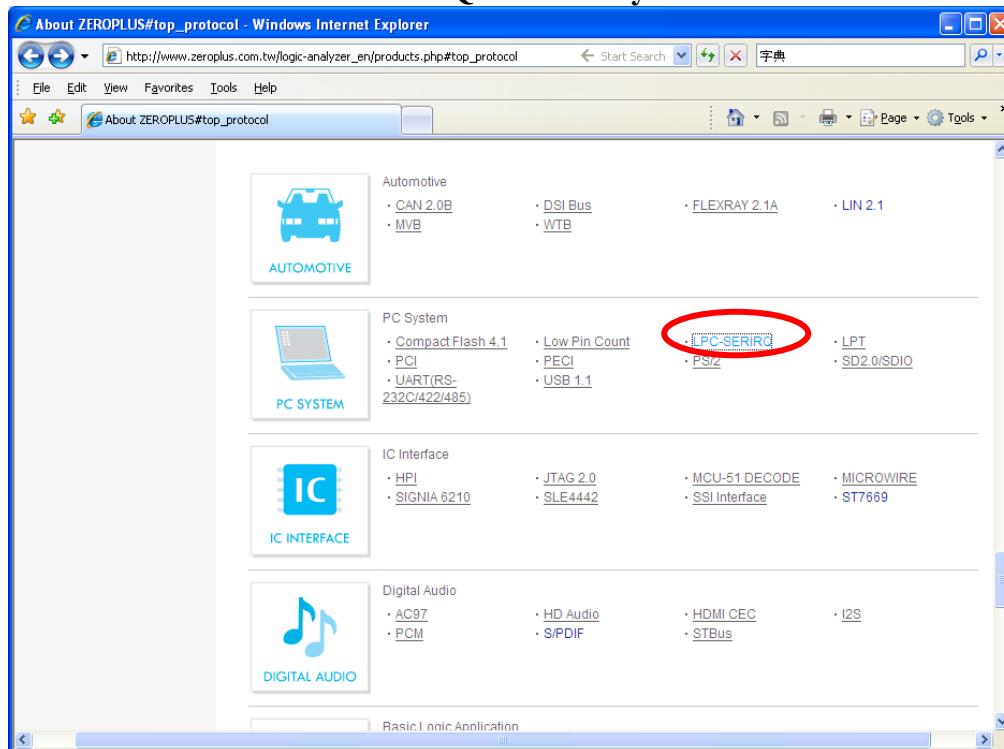 About ZEROPLUS#top_protocol - Windows Internet Explorer
http://www.zeroplus.com.tw/logic-analyzer_en/products.php#top_protocol
Start Search
字典
File Edit View Favorites Tools Help
About ZEROPLUS#top_protocol
Page Tools
Automotive
· CAN 2.0B · DSI Bus · FLEXRAY 2.1A · LIN 2.1
· MVB · WTB
AUTOMOTIVE
PC System
· Compact Flash 4.1 · Low Pin Count · LPC-SERIRQ · LPT
· PCI · PECI · PS/2 · SD2.0/SDIO
· UART(RS- · USB 1.1
232C/422/485)
PC SYSTEM
IC Interface
· HPI · JTAG 2.0 · MCU-51 DECODE · MICROWIRE
· SIGNIA 6210 · SLE4442 · SSI Interface · ST7669
IC
IC INTERFACE
Digital Audio
· AC97 · HD Audio · HDMI CEC · I2S
· PCM · S/PDIF · STBus
DIGITAL AUDIO
Basic Logic Application